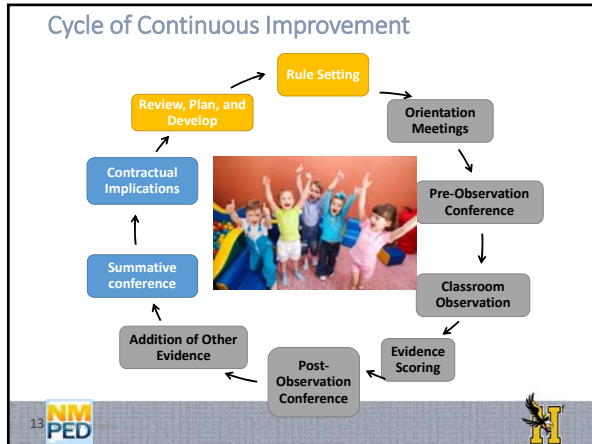 Cycle of Continuous Improvement
Rule Setting
Orientation
Meetings
Pre-Observation
Conference
Classroom
Observation
Evidence
Scoring
Post-
Observation
Conference
Addition of Other
Evidence
Summative
conference
Contractual
Implications
Review, Plan, and
Develop
13
NM
PED
H